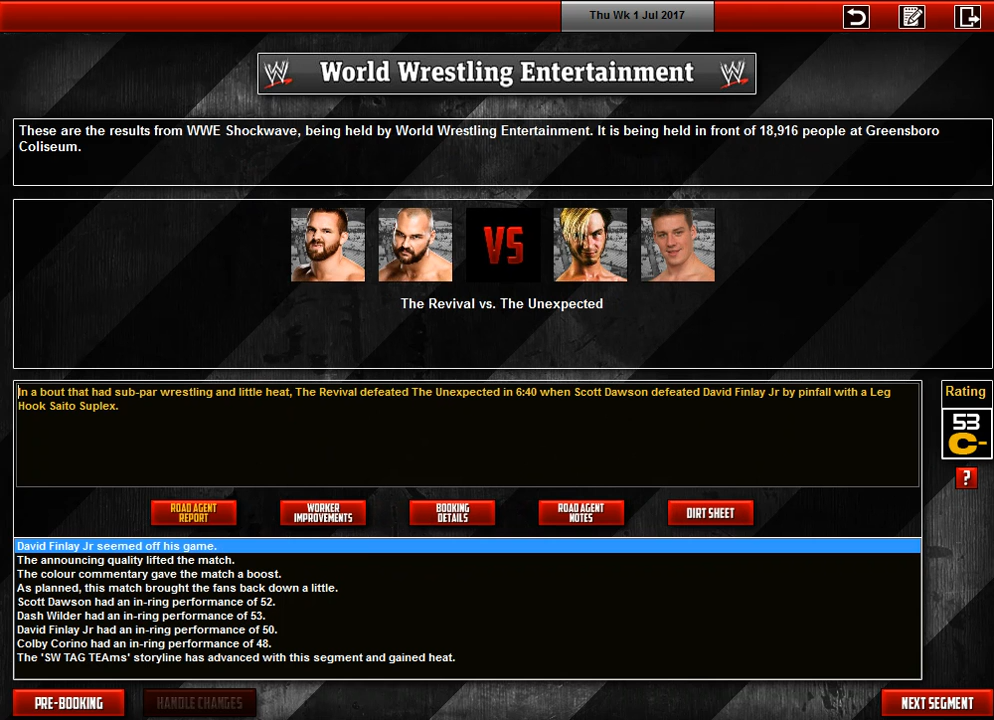 Thu Wk 1 Jul 2017
World Wrestling Entertainment
These are the results from WWE Shockwave, being held by World Wrestling Entertainment. It is being held in front of 18,916 people at Greensboro
Coliseum.
VS
The Revival vs. The Unexpected
In a bout that had sub-par wrestling and little heat, The Revival defeated The Unexpected in 6:40 when Scott Dawson defeated David Finlay Jr by pinfall with a Leg
Hook Saito Suplex.
Rating
53
C-
?
ROAD AGENT REPORT
WORKER IMPROVEMENTS
BOOKING DETAILS
ROAD AGENT NOTES
DIRT SHEET
David Finlay Jr seemed off his game.
The announcing quality lifted the match.
The colour commentary gave the match a boost.
As planned, this match brought the fans back down a little.
Scott Dawson had an in-ring performance of 52.
Dash Wilder had an in-ring performance of 53.
David Finlay Jr had an in-ring performance of 50.
Colby Corino had an in-ring performance of 48.
The 'SW TAG TEAms' storyline has advanced with this segment and gained heat.
PRE-BOOKING
HANDLE CHANGES
NEXT SEGMENT